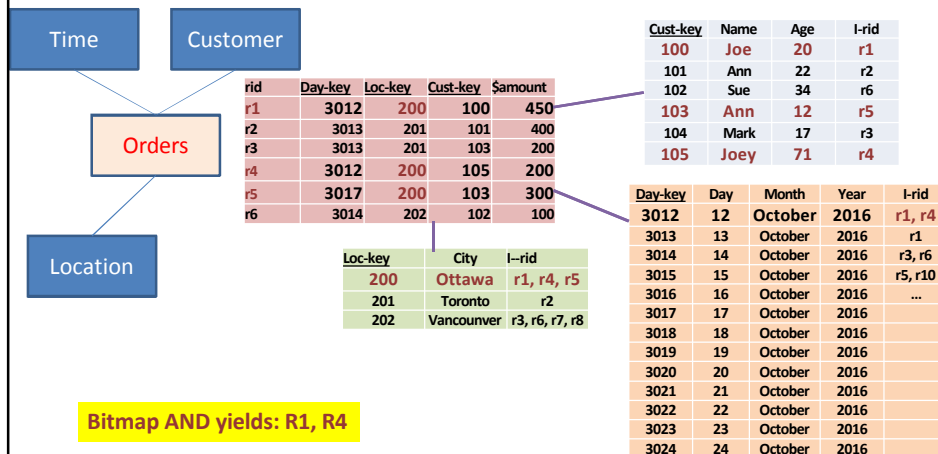 Time
Customer
Orders
Location
rid Day-key Loc-key Cust-key $amount
r1 3012 200 100 450
r2 3013 201 101 400
r3 3013 201 103 200
r4 3012 200 105 200
r5 3017 200 103 300
r6 3014 202 102 100
Loc-key City I--rid
200 Ottawa r1, r4, r5
201 Toronto r2
202 Vancounver r3, r6, r7, r8
Bitmap AND yields: R1, R4
Cust-key Name Age I-rid
100 Joe 20 r1
101 Ann 22 r2
102 Sue 34 r6
103 Ann 12 r5
104 Mark 17 r3
105 Joey 71 r4
Day-key Day Month Year I-rid
3012 12 October 2016 r1, r4
3013 13 October 2016 r1
3014 14 October 2016 r3, r6
3015 15 October 2016 r5, r10
3016 16 October 2016 ...
3017 17 October 2016
3018 18 October 2016
3019 19 October 2016
3020 20 October 2016
3021 21 October 2016
3022 22 October 2016
3023 23 October 2016
3024 24 October 2016